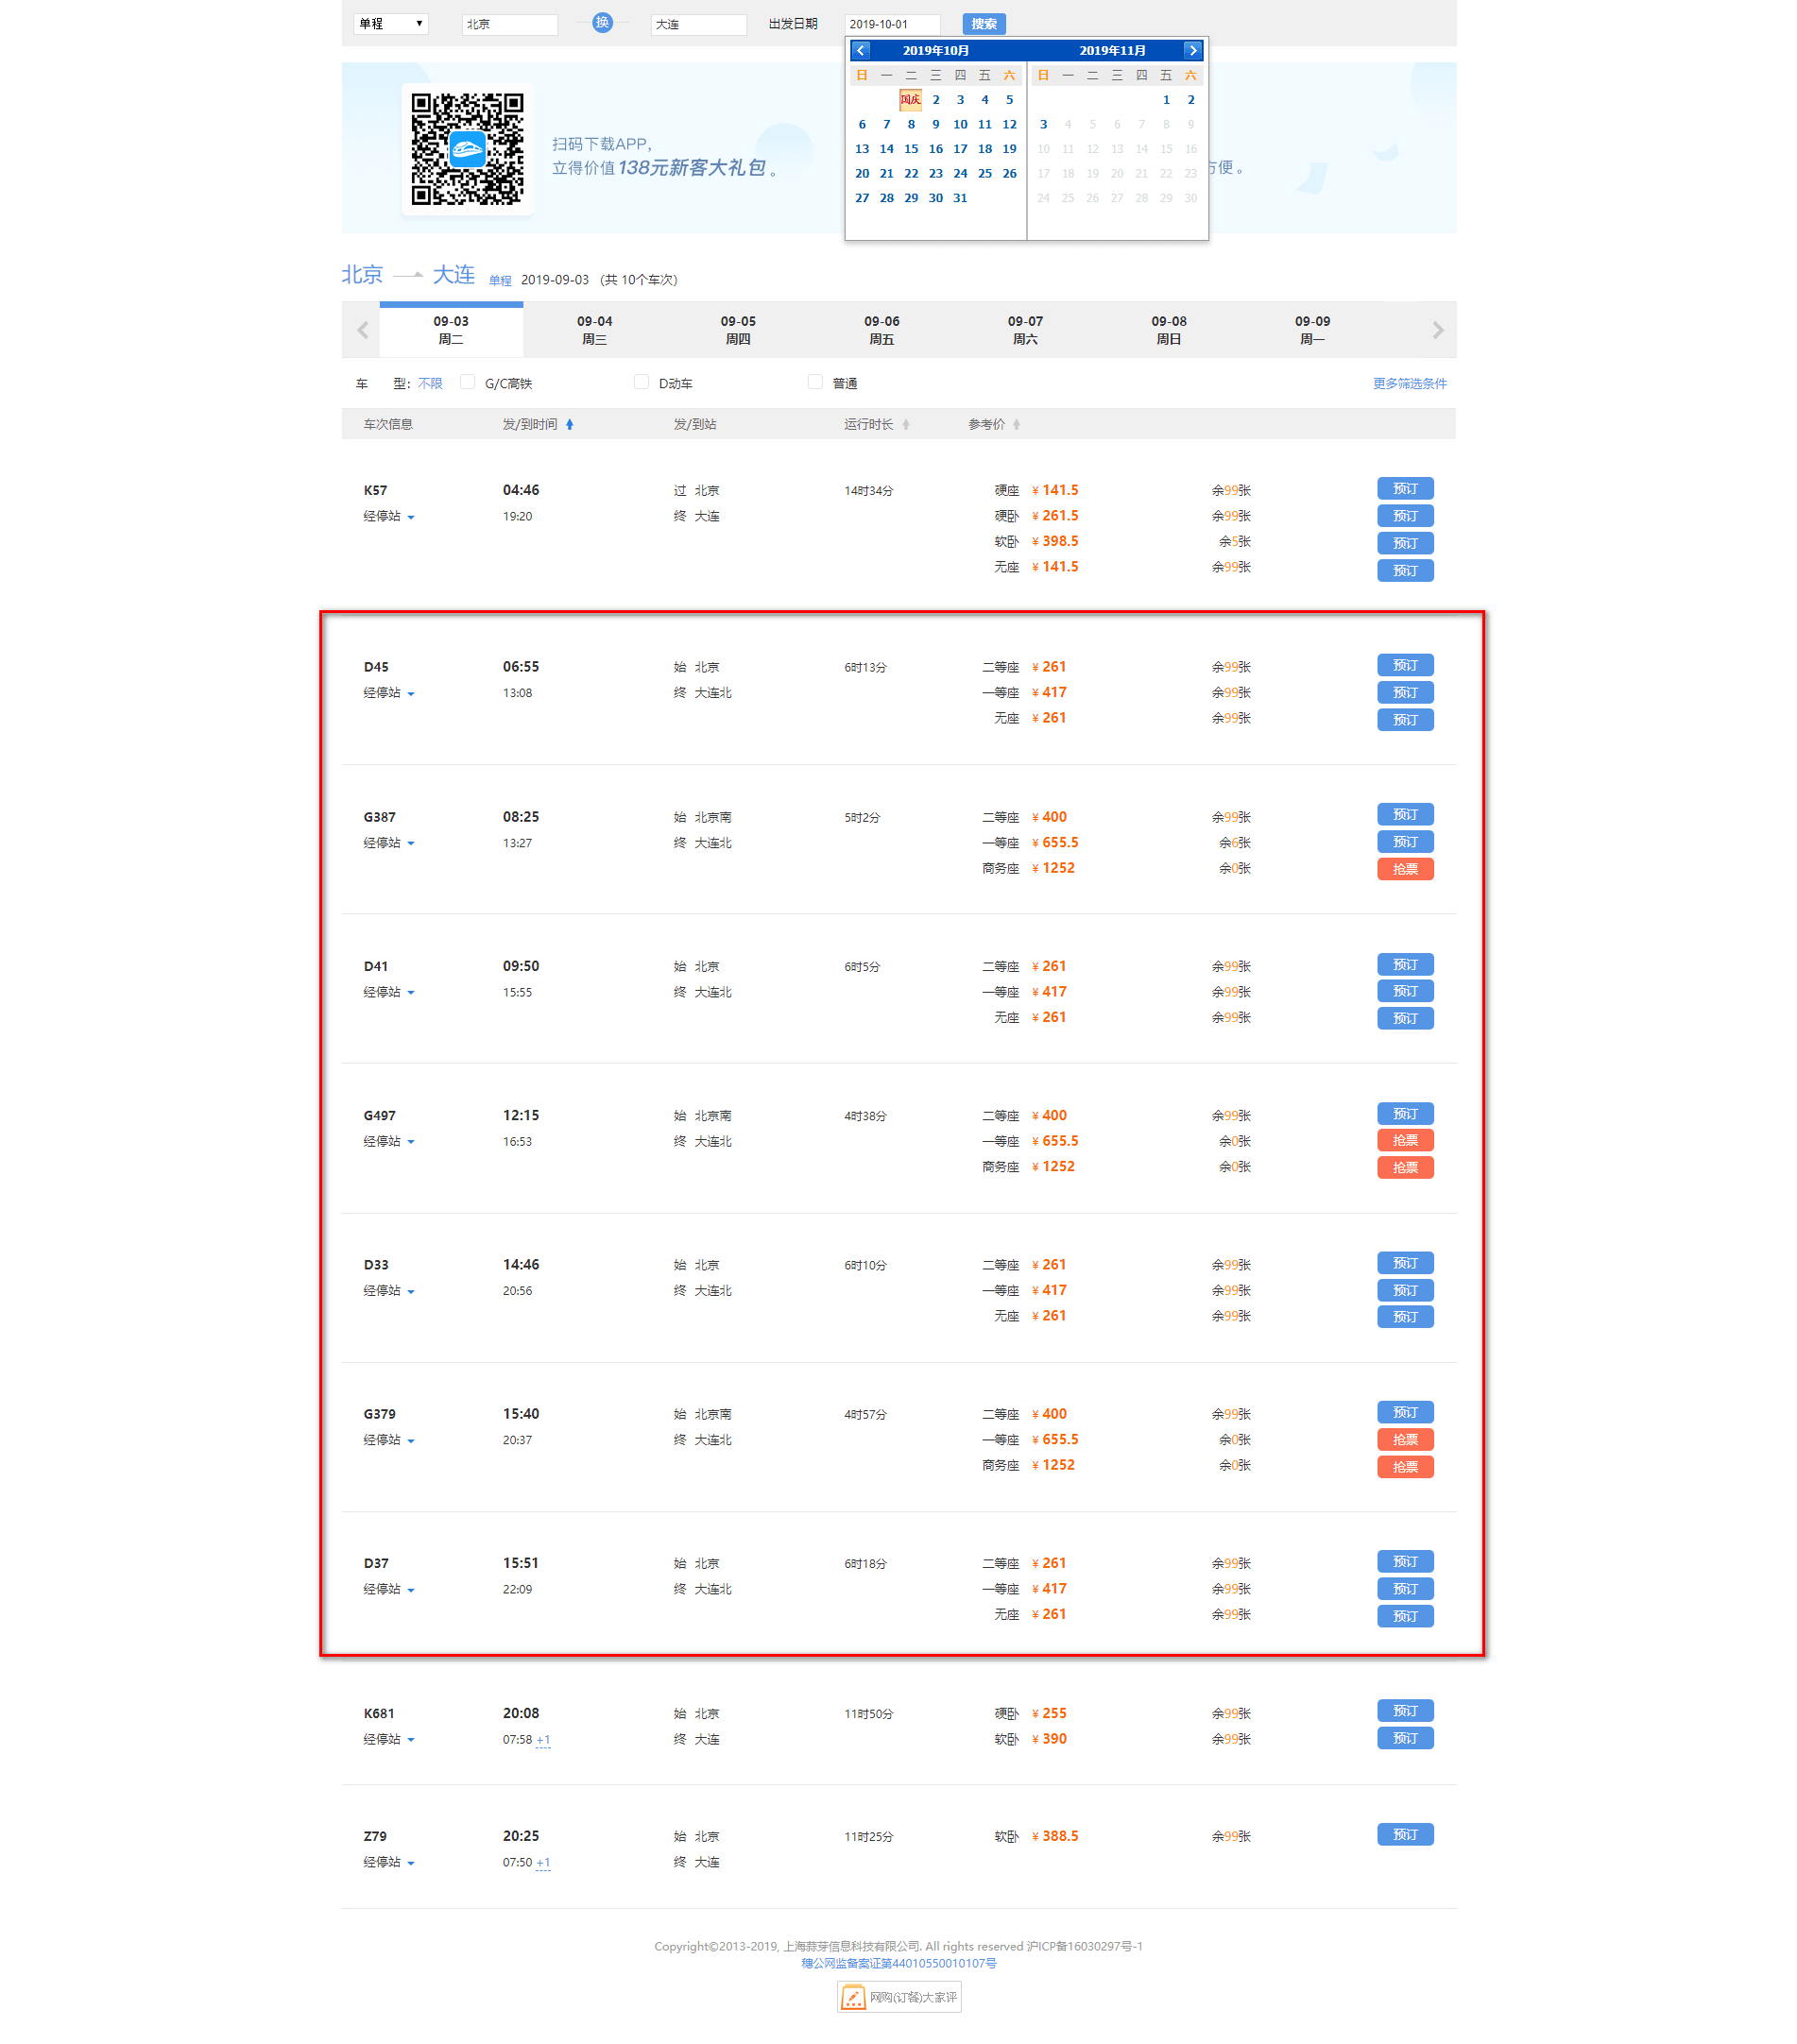 单程 北京 换 大连 出发日期 2019-10-01 搜索
2019年10月 2019年11月
日 一 二 三 四 五 六 日 一 二 三 四 五 六
国庆 2 3 4 5 1 2
6 7 8 9 10 11 12 3 4 5 6 7 8 9
13 14 15 16 17 18 19 10 11 12 13 14 15 16
20 21 22 23 24 25 26 17 18 19 20 21 22 23
27 28 29 30 31 24 25 26 27 28 29 30
扫码下载APP，
立得价值138元新客大礼包。
方便。
北京 大连 单程 2019-09-03 (共 10个车次)
09-03 09-04 09-05 09-06 09-07 09-08 09-09
周二 周三 周四 周五 周六 周日 周一
车 型: 不限 G/C高铁 D动车 普通 更多筛选条件
车次信息 发/到时间 发/到站 运行时长 参考价
K57 04:46 过 北京 14时34分 硬座 ¥ 141.5 余99张 预订
经停站 19:20 终 大连 硬卧 ¥ 261.5 余99张 预订
软卧 ¥ 398.5 余5张 预订
无座 ¥ 141.5 余99张 预订
D45 06:55 始 北京 6时13分 二等座 ¥ 261 余99张 预订
经停站 13:08 终 大连北 一等座 ¥ 417 余99张 预订
无座 ¥ 261 余99张 预订
G387 08:25 始 北京南 5时2分 二等座 ¥ 400 余99张 预订
经停站 13:27 终 大连北 一等座 ¥ 655.5 余6张 预订
商务座 ¥ 1252 余0张 抢票
D41 09:50 始 北京 6时5分 二等座 ¥ 261 余99张 预订
经停站 15:55 终 大连北 一等座 ¥ 417 余99张 预订
无座 ¥ 261 余99张 预订
G497 12:15 始 北京南 4时38分 二等座 ¥ 400 余99张 预订
经停站 16:53 终 大连北 一等座 ¥ 655.5 余0张 抢票
商务座 ¥ 1252 余0张 抢票
D33 14:46 始 北京 6时10分 二等座 ¥ 261 余99张 预订
经停站 20:56 终 大连北 一等座 ¥ 417 余99张 预订
无座 ¥ 261 余99张 预订
G379 15:40 始 北京南 4时57分 二等座 ¥ 400 余99张 预订
经停站 20:37 终 大连北 一等座 ¥ 655.5 余0张 抢票
商务座 ¥ 1252 余0张 抢票
D37 15:51 始 北京 6时18分 二等座 ¥ 261 余99张 预订
经停站 22:09 终 大连北 一等座 ¥ 417 余99张 预订
无座 ¥ 261 余99张 预订
K681 20:08 始 北京 11时50分 硬卧 ¥ 255 余99张 预订
经停站 07:58 +1 终 大连 软卧 ¥ 390 余99张 预订
Z79 20:25 始 北京 11时25分 软卧 ¥ 388.5 余99张 预订
经停站 07:50 +1 终 大连
Copyright©2013-2019, 上海蒜芽信息科技有限公司. All rights reserved 沪ICP备16030297号-1
穗公网监备案证第44010550010107号
网购(订餐)大家评